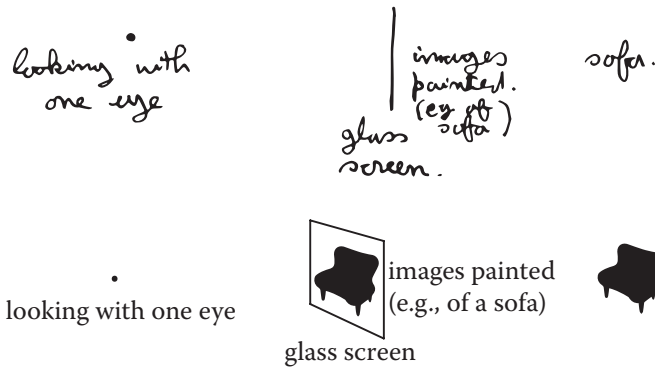 looking with
one eye
images
painted.
(eg of
sofa)
glass
screen.
sofa.
looking with one eye
images painted
(e.g., of a sofa)
glass screen